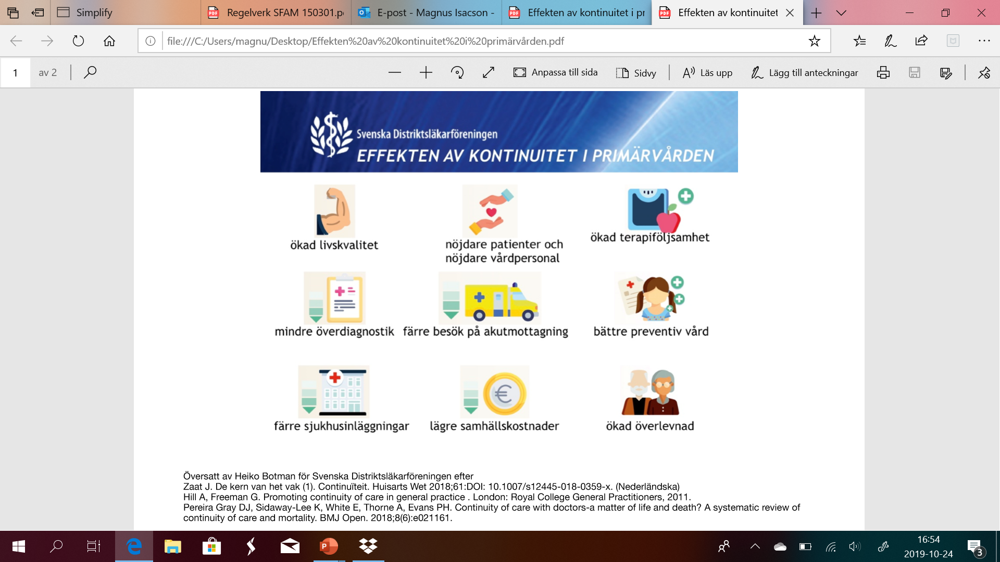 Simplify
Regelverk SFAM 150301.p
E-post - Magnus Isacson -
Effekten av kontinuitet i pr
Effekten av kontinuitet
file:///C:/Users/magnu/Desktop/Effekten%20av%20kontinuitet%20i%20primärvården.pdf
1 av 2
Anpassa till sida
Sidvy
Läs upp
Lägg till anteckningar
Svenska Distriktsläkarföreningen
EFFEKTEN AV KONTINUITET I PRIMÄRVÅRDEN
ökad livskvalitet
nöjdare patienter och
nöjdare vårdpersonal
ökad terapiföljsamhet
mindre överdiagnostik
färre besök på akutmottagning
bättre preventiv vård
färre sjukhusinläggningar
lägre samhällskostnader
ökad överlevnad
Översatt av Heiko Botman för Svenska Distriktsläkarföreningen efter
Zaat J. De kern van het vak (1). Continuïteit. Huisarts Wet 2018;61:DOI: 10.1007/s12445-018-0359-x. (Nederländska)
Hill A, Freeman G. Promoting continuity of care in general practice . London: Royal College General Practitioners, 2011.
Pereira Gray DJ, Sidaway-Lee K, White E, Thorne A, Evans PH. Continuity of care with doctors-a matter of life and death? A systematic review of
continuity of care and mortality. BMJ Open. 2018;8(6):e021161.
16:54
2019-10-24
3